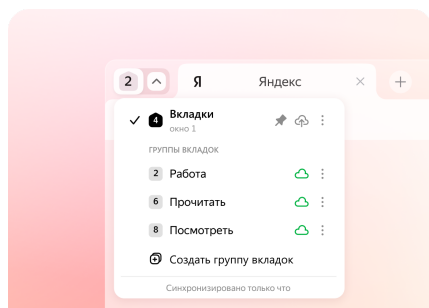 2 Я Яндекс
4 Вкладки
окно 1
ГРУППЫ ВКЛАДОК
2 Работа
6 Прочитать
8 Посмотреть
Создать группу вкладок
Синхронизировано только что